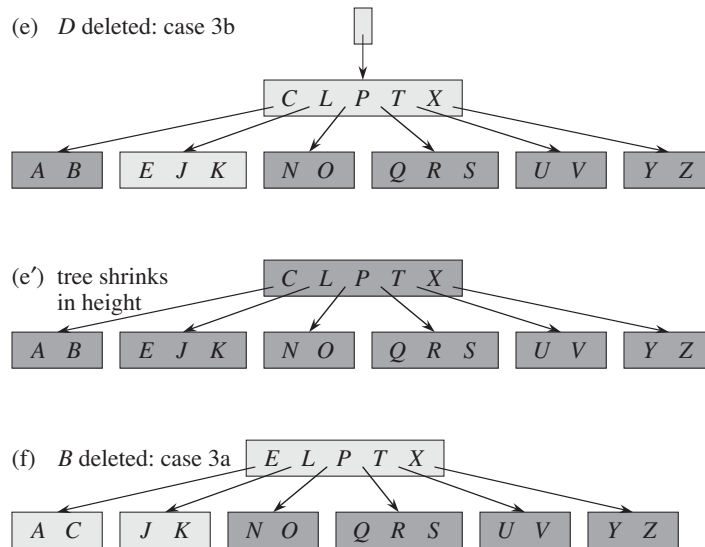 (e) D deleted: case 3b
C L P T X
A B E J K N O Q R S U V Y Z
(e′) tree shrinks
in height
C L P T X
A B E J K N O Q R S U V Y Z
(f) B deleted: case 3a
E L P T X
A C J K N O Q R S U V Y Z